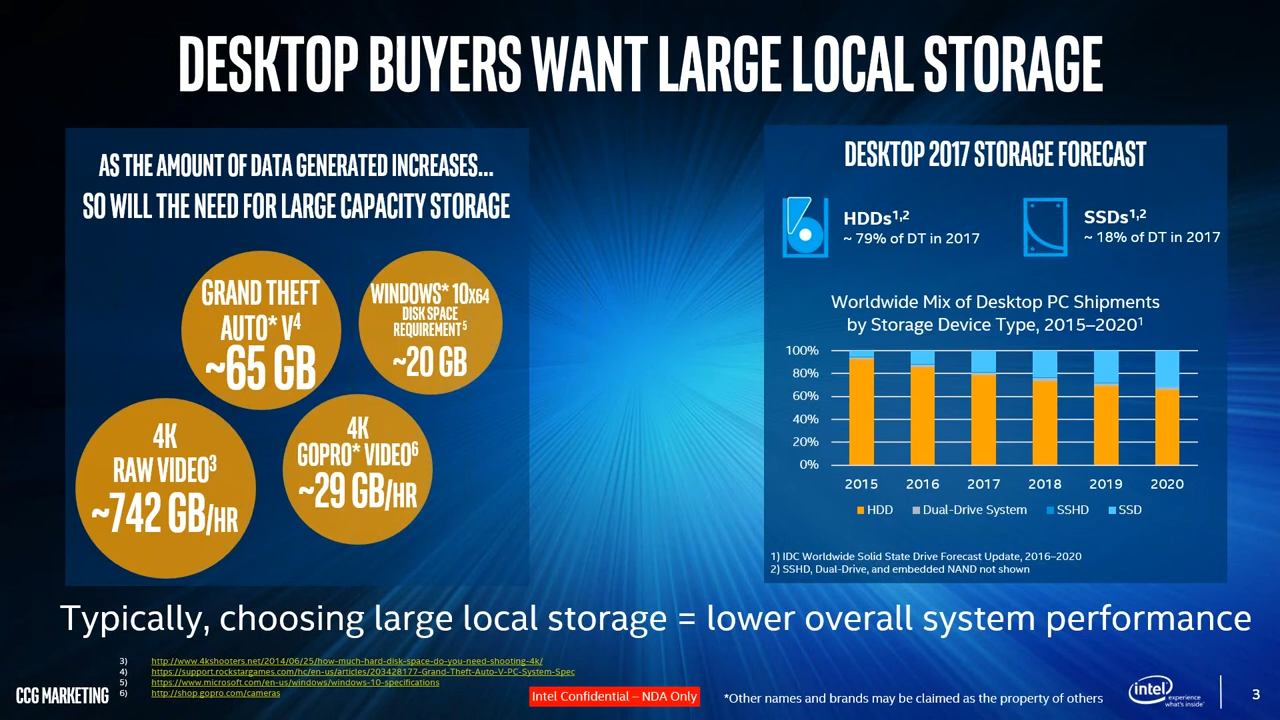 DESKTOP BUYERS WANT LARGE LOCAL STORAGE
AS THE AMOUNT OF DATA GENERATED INCREASES...
SO WILL THE NEED FOR LARGE CAPACITY STORAGE
GRAND THEFT
AUTO* V4
~65 GB
WINDOWS* 10X64
DISK SPACE
REQUIREMENT5
~20 GB
4K
RAW VIDEO3
~742 GB/HR
4K
GOPRO* VIDEO6
~29 GB/HR
DESKTOP 2017 STORAGE FORECAST
HDDs1,2
~ 79% of DT in 2017
SSDs1,2
~ 18% of DT in 2017
Worldwide Mix of Desktop PC Shipments
by Storage Device Type, 2015–20201
100%
80%
60%
40%
20%
0%
2015 2016 2017 2018 2019 2020
HDD Dual-Drive System SSHD SSD
1) IDC Worldwide Solid State Drive Forecast Update, 2016–2020
2) SSHD, Dual-Drive, and embedded NAND not shown
Typically, choosing large local storage = lower overall system performance
3) http://www.4kshooters.net/2014/06/25/how-much-hard-disk-space-do-you-need-shooting-4k/
4) https://support.rockstargames.com/hc/en-us/articles/203428177-Grand-Theft-Auto-V-PC-System-Spec
5) https://www.microsoft.com/en-us/windows/windows-10-specifications
6) http://shop.gopro.com/cameras
CCG MARKETING
Intel Confidential – NDA Only
*Other names and brands may be claimed as the property of others
intel experience
what's inside™
3